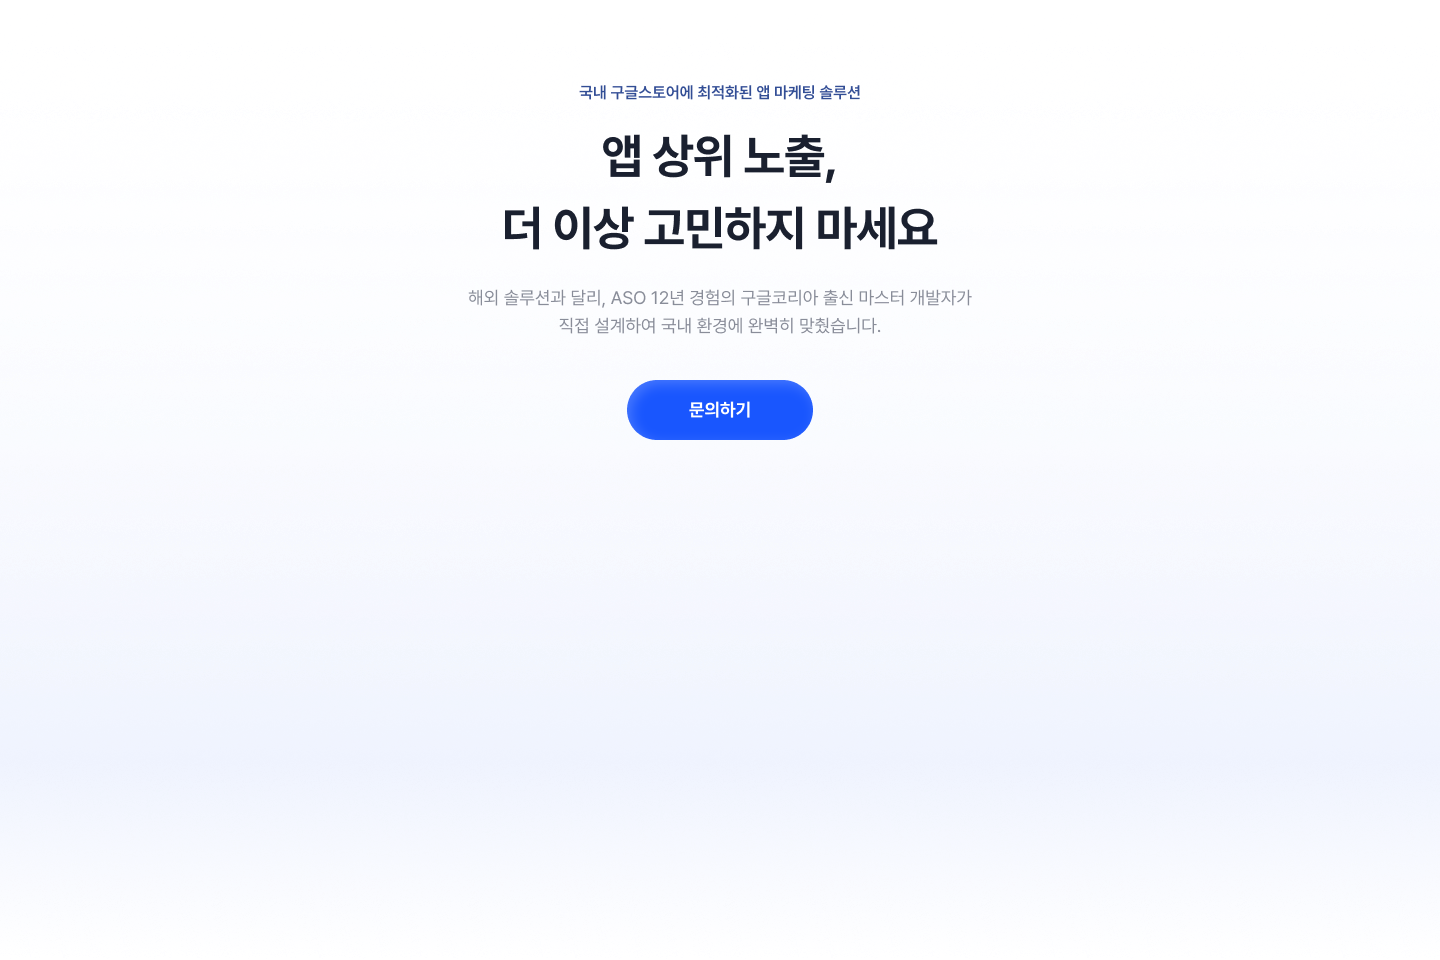 국내 구글스토어에 최적화된 앱 마케팅 솔루션
앱 상위 노출,
더 이상 고민하지 마세요
해외 솔루션과 달리, ASO 12년 경험의 구글코리아 출신 마스터 개발자가
직접 설계하여 국내 환경에 완벽히 맞췄습니다.
문의하기